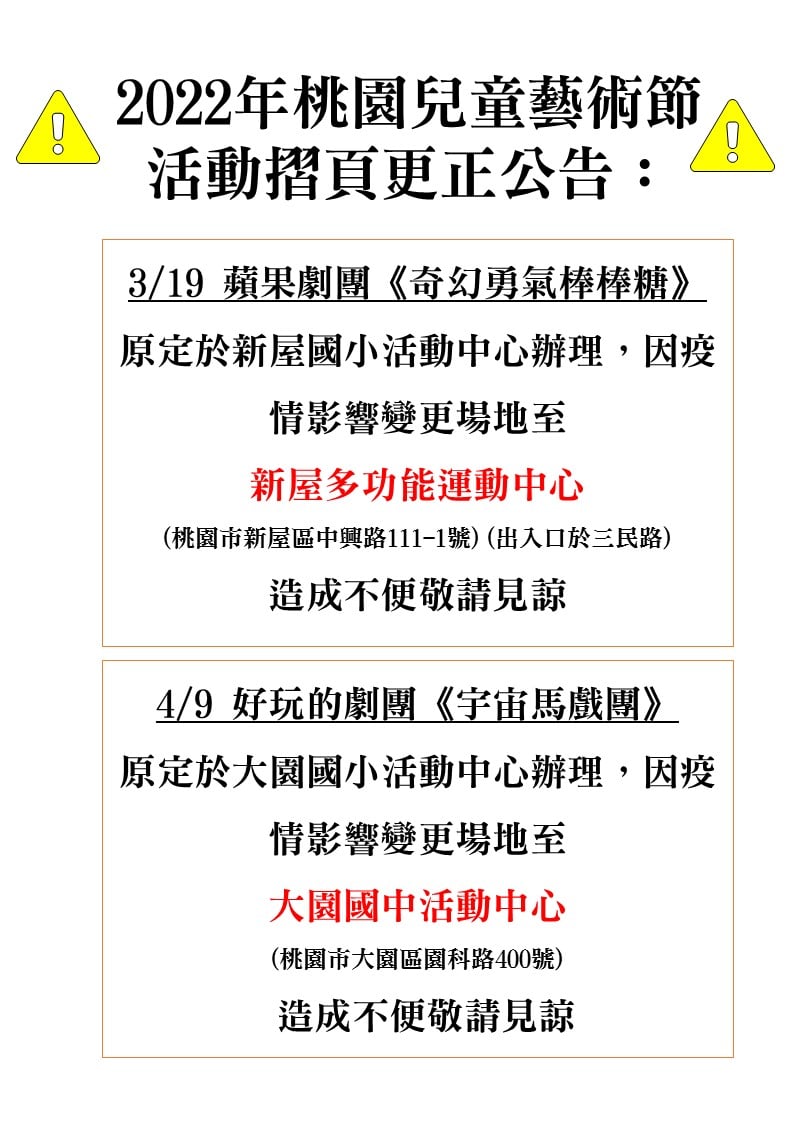 2022年桃園兒童藝術節
活動摺頁更正公告：
3/19 蘋果劇團《奇幻勇氣棒棒糖》
原定於新屋國小活動中心辦理，因疫
情影響變更場地至
新屋多功能運動中心
(桃園市新屋區中興路111-1號)(出入口於三民路)
造成不便敬請見諒
4/9 好玩的劇團《宇宙馬戲團》
原定於大園國小活動中心辦理，因疫
情影響變更場地至
大園國中活動中心
(桃園市大園區園科路400號)
造成不便敬請見諒